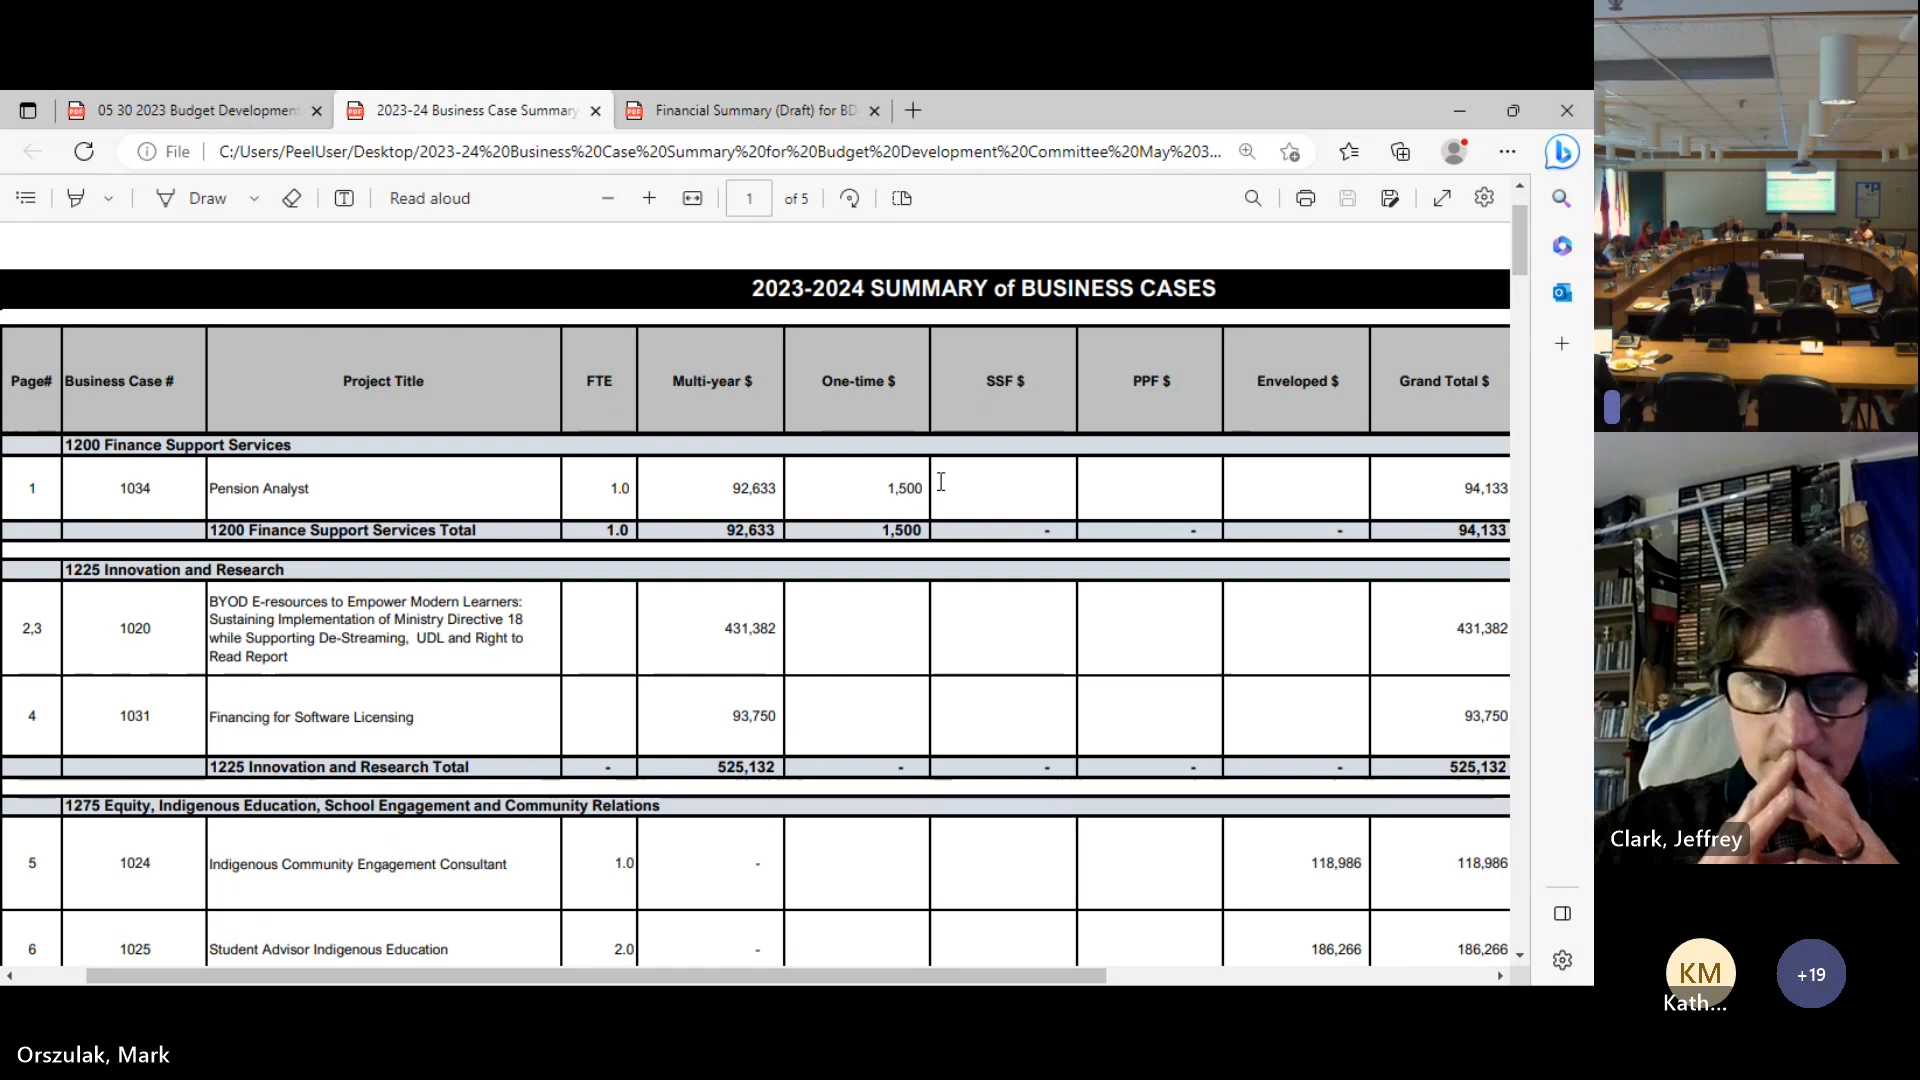 05 30 2023 Budget Development
2023-24 Business Case Summary
Financial Summary (Draft) for BD
File
C:/Users/PeelUser/Desktop/2023-24%20Business%20Case%20Summary%20for%20Budget%20Development%20Committee%20May%203...
Draw
Read aloud
1 of 5
2023-2024 SUMMARY of BUSINESS CASES
Page# Business Case # Project Title FTE Multi-year $ One-time $ SSF $ PPF $ Enveloped $ Grand Total $
1200 Finance Support Services
1 1034 Pension Analyst 1.0 92,633 1,500 94,133
1200 Finance Support Services Total 1.0 92,633 1,500 - - - 94,133
1225 Innovation and Research
BYOD E-resources to Empower Modern Learners:
Sustaining Implementation of Ministry Directive 18
2,3 1020 while Supporting De-Streaming, UDL and Right to 431,382 431,382
Read Report
4 1031 Financing for Software Licensing 93,750 93,750
1225 Innovation and Research Total - 525,132 - - - - 525,132
1275 Equity, Indigenous Education, School Engagement and Community Relations
5 1024 Indigenous Community Engagement Consultant 1.0 - 118,986 118,986
6 1025 Student Advisor Indigenous Education 2.0 - 186,266 186,266
Clark, Jeffrey
KM
Kath...
+19
Orszulak, Mark